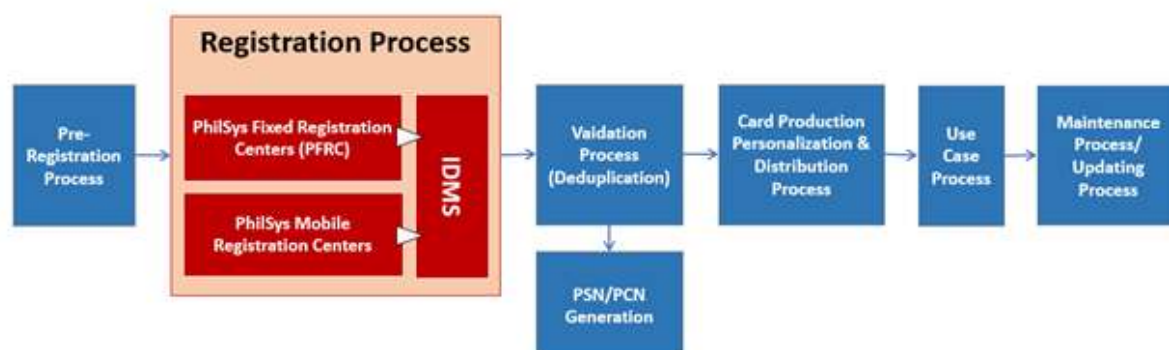 Registration Process
Pre-
Registration
Process
PhilSys Fixed Registration
Centers (PFRC)
PhilSys Mobile
Registration Centers
IDMS
Vaidation
Process
(Deduplication)
PSN/PCN
Generation
Card Production
Personalization &
Distribution
Process
Use
Case
Process
Maintenance
Process/
Updating
Process